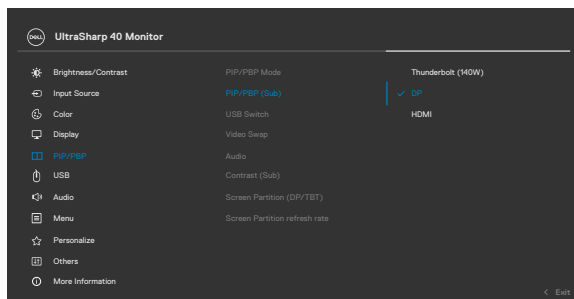 DELL UltraSharp 40 Monitor
Brightness/Contrast
Input Source
Color
Display
PIP/PBP
USB
Audio
Menu
Personalize
Others
More Information
PIP/PBP Mode
PIP/PBP (Sub)
USB Switch
Video Swap
Audio
Contrast (Sub)
Screen Partition (DP/TBT)
Screen Partition refresh rate
Thunderbolt (140W)
DP
HDMI
Exit